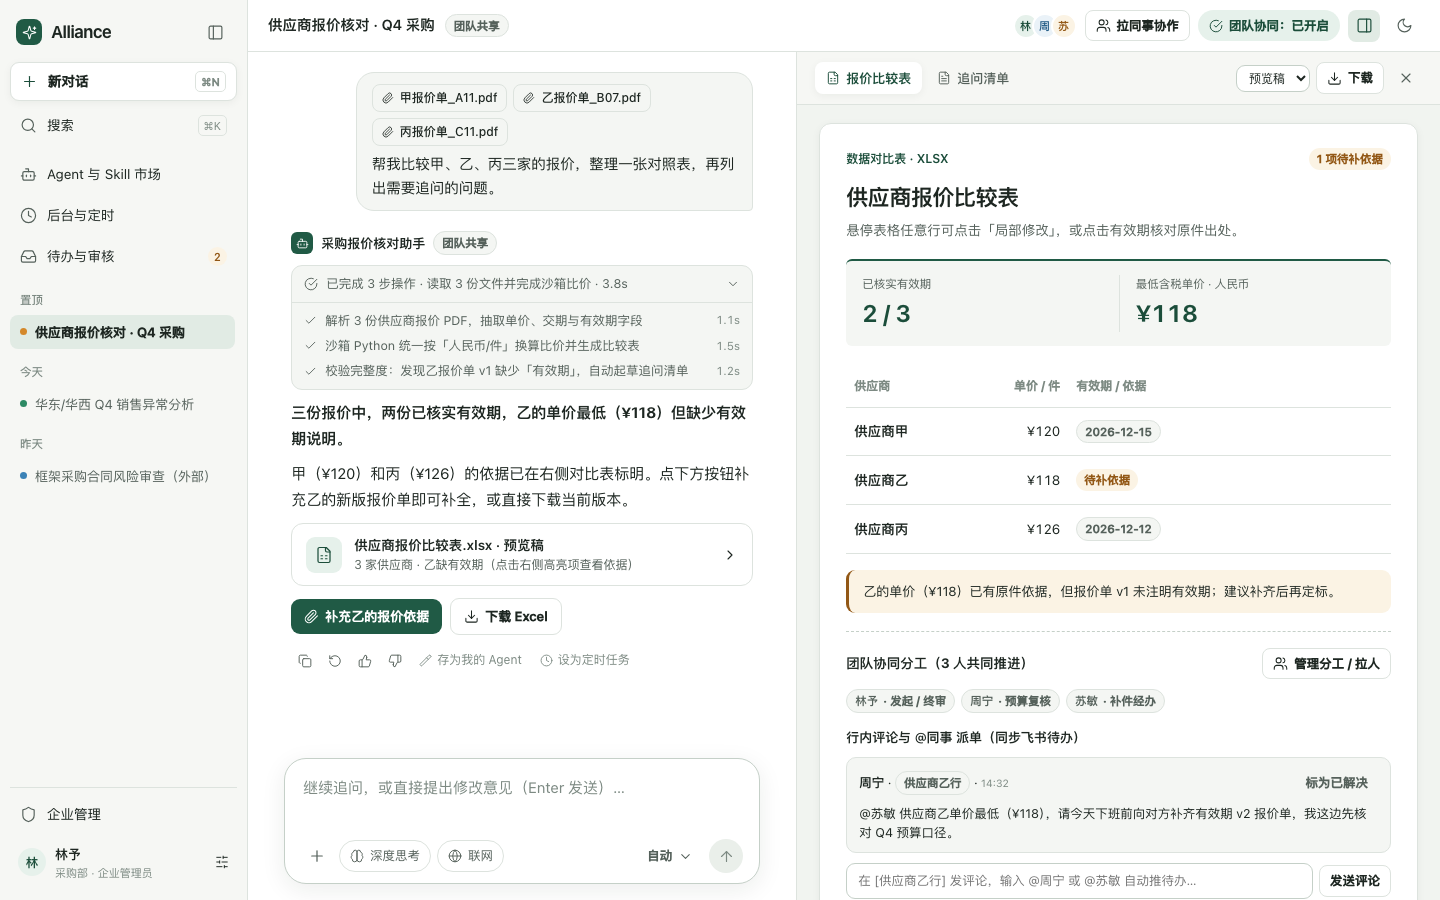 Alliance
新对话
⌘N
搜索
⌘K
Agent 与 Skill 市场
后台与定时
待办与审核
2
置顶
供应商报价核对 · Q4 采购
今天
华东/华西 Q4 销售异常分析
昨天
框架采购合同风险审查（外部）
企业管理
林
林予
采购部 · 企业管理员
供应商报价核对 · Q4 采购
团队共享
林
周
苏
拉同事协作
团队协同：已开启
甲报价单_A11.pdf
乙报价单_B07.pdf
丙报价单_C11.pdf
帮我比较甲、乙、丙三家的报价，整理一张对照表，再列
出需要追问的问题。
采购报价核对助手
团队共享
已完成 3 步操作 · 读取 3 份文件并完成沙箱比价 · 3.8s
解析 3 份供应商报价 PDF，抽取单价、交期与有效期字段
1.1s
沙箱 Python 统一按「人民币/件」换算比价并生成比较表
1.5s
校验完整度：发现乙报价单 v1 缺少「有效期」，自动起草追问清单
1.2s
三份报价中，两份已核实有效期，乙的单价最低（¥118）但缺少有效
期说明。
甲（¥120）和丙（¥126）的依据已在右侧对比表标明。点下方按钮补
充乙的新版报价单即可补全，或直接下载当前版本。
供应商报价比较表.xlsx · 预览稿
3 家供应商 · 乙缺有效期（点击右侧高亮项查看依据）
补充乙的报价依据
下载 Excel
存为我的 Agent
设为定时任务
继续追问，或直接提出修改意见（Enter 发送）...
深度思考
联网
自动
报价比较表
追问清单
预览稿
下载
数据对比表 · XLSX
1 项待补依据
供应商报价比较表
悬停表格任意行可点击「局部修改」，或点击有效期核对原件出处。
已核实有效期
2 / 3
最低含税单价 · 人民币
¥118
供应商
单价 / 件
有效期 / 依据
供应商甲
¥120
2026-12-15
供应商乙
¥118
待补依据
供应商丙
¥126
2026-12-12
乙的单价（¥118）已有原件依据，但报价单 v1 未注明有效期；建议补齐后再定标。
团队协同分工（3 人共同推进）
管理分工 / 拉人
林予 · 发起 / 终审
周宁 · 预算复核
苏敏 · 补件经办
行内评论与 @同事 派单（同步飞书待办）
周宁 ·
供应商乙行
· 14:32
标为已解决
@苏敏 供应商乙单价最低（¥118），请今天下班前向对方补齐有效期 v2 报价单，我这边先核
对 Q4 预算口径。
在 [供应商乙行] 发评论，输入 @周宁 或 @苏敏 自动推待办...
发送评论